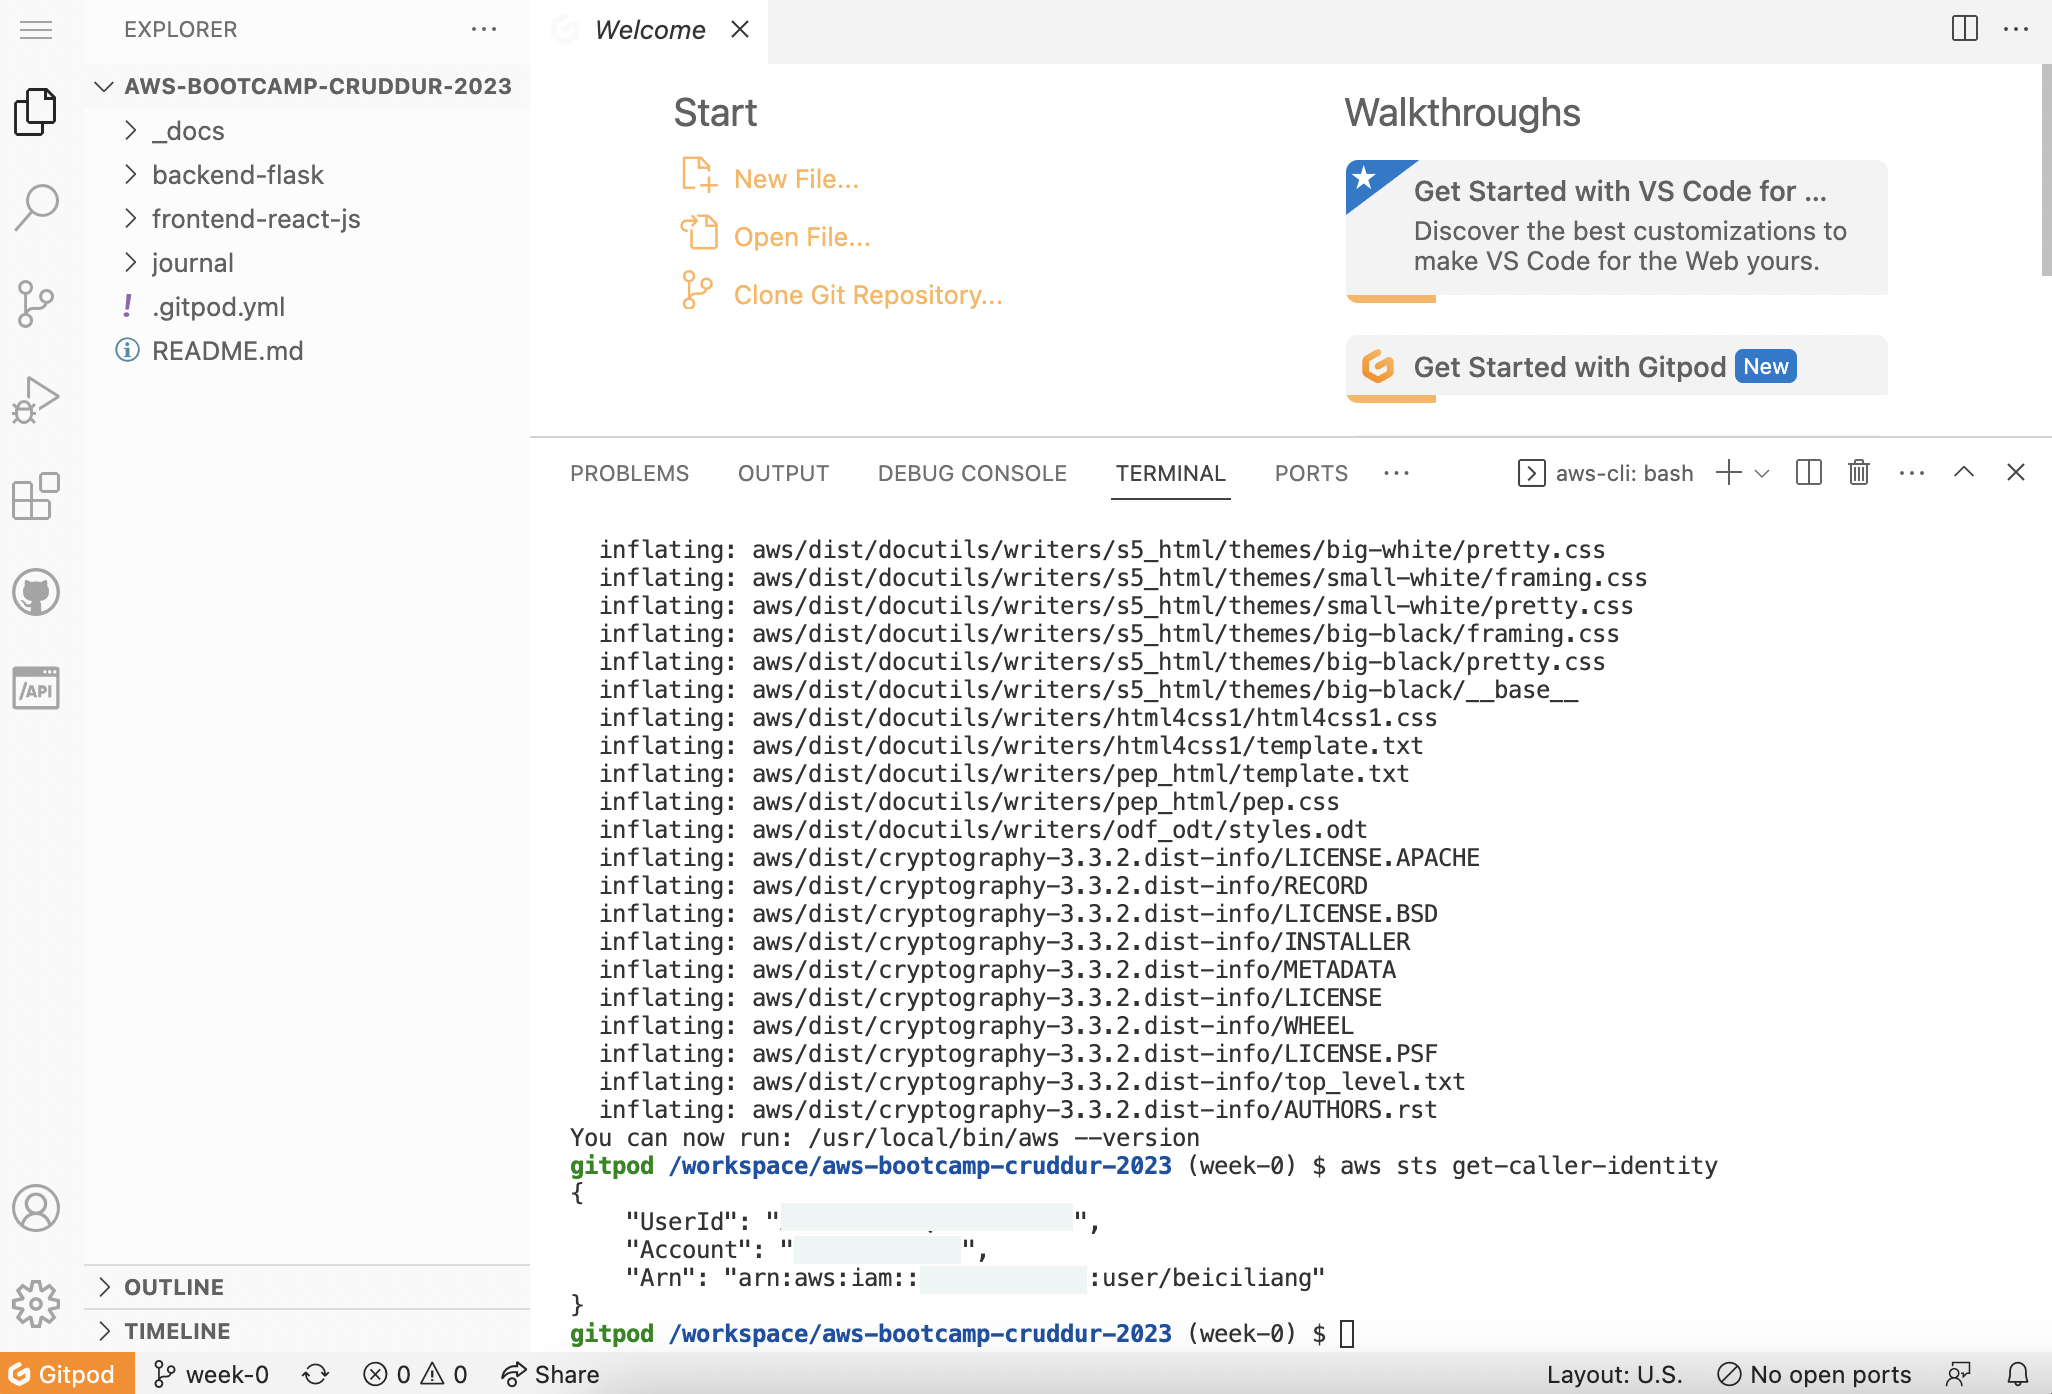 EXPLORER
AWS-BOOTCAMP-CRUDDUR-2023
_docs
backend-flask
frontend-react-js
journal
.gitpod.yml
README.md
OUTLINE
TIMELINE
/API
Welcome
Start
New File...
Open File...
Clone Git Repository...
Walkthroughs
Get Started with VS Code for ...
Discover the best customizations to
make VS Code for the Web yours.
Get Started with Gitpod New
PROBLEMS OUTPUT DEBUG CONSOLE TERMINAL PORTS aws-cli: bash
inflating: aws/dist/docutils/writers/s5_html/themes/big-white/pretty.css
inflating: aws/dist/docutils/writers/s5_html/themes/small-white/framing.css
inflating: aws/dist/docutils/writers/s5_html/themes/small-white/pretty.css
inflating: aws/dist/docutils/writers/s5_html/themes/big-black/framing.css
inflating: aws/dist/docutils/writers/s5_html/themes/big-black/pretty.css
inflating: aws/dist/docutils/writers/s5_html/themes/big-black/__base__
inflating: aws/dist/docutils/writers/html4css1/html4css1.css
inflating: aws/dist/docutils/writers/html4css1/template.txt
inflating: aws/dist/docutils/writers/pep_html/template.txt
inflating: aws/dist/docutils/writers/pep_html/pep.css
inflating: aws/dist/docutils/writers/odf_odt/styles.odt
inflating: aws/dist/cryptography-3.3.2.dist-info/LICENSE.APACHE
inflating: aws/dist/cryptography-3.3.2.dist-info/RECORD
inflating: aws/dist/cryptography-3.3.2.dist-info/LICENSE.BSD
inflating: aws/dist/cryptography-3.3.2.dist-info/INSTALLER
inflating: aws/dist/cryptography-3.3.2.dist-info/METADATA
inflating: aws/dist/cryptography-3.3.2.dist-info/LICENSE
inflating: aws/dist/cryptography-3.3.2.dist-info/WHEEL
inflating: aws/dist/cryptography-3.3.2.dist-info/LICENSE.PSF
inflating: aws/dist/cryptography-3.3.2.dist-info/top_level.txt
inflating: aws/dist/cryptography-3.3.2.dist-info/AUTHORS.rst
You can now run: /usr/local/bin/aws --version
gitpod /workspace/aws-bootcamp-cruddur-2023 (week-0) $ aws sts get-caller-identity
{
"UserId": "",
"Account": "",
"Arn": "arn:aws:iam:: :user/beiciliang"
}
gitpod /workspace/aws-bootcamp-cruddur-2023 (week-0) $
Gitpod week-0 0 0 Share Layout: U.S. No open ports